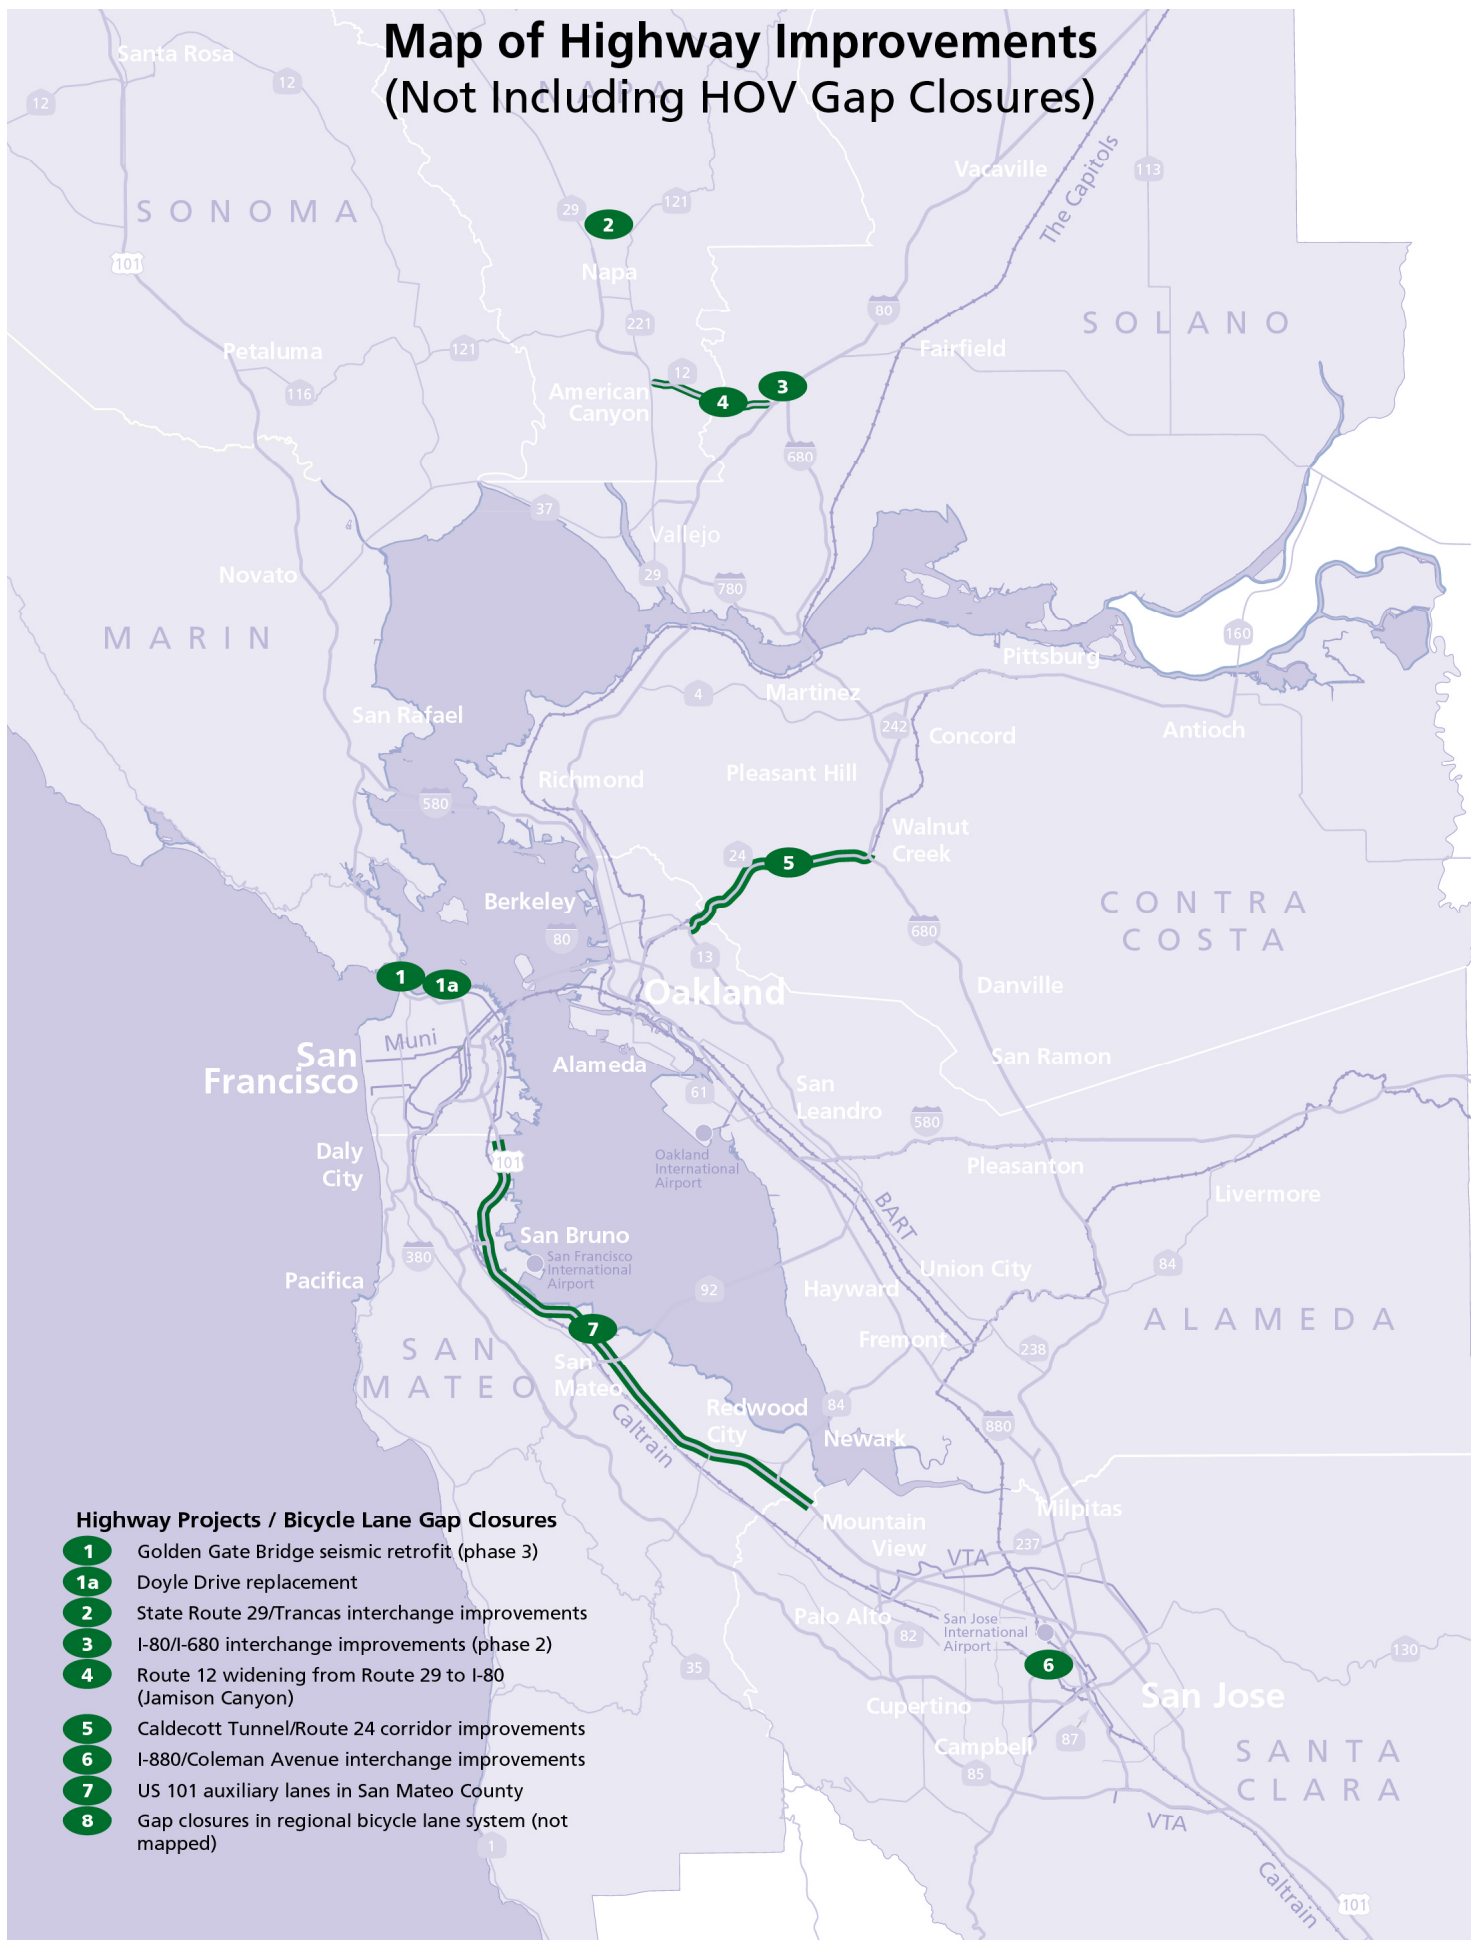 Map of Highway Improvements
(Not Including HOV Gap Closures)
Santa Rosa
12
12
NAPA
Vacaville
The Capitols
113
SONOMA
29
121
2
101
Napa
80
SOLANO
221
Petaluma
121
Fairfield
116
12
American
Canyon
4
3
680
37
Vallejo
Novato
29
780
MARIN
160
Pittsburg
4
Martinez
San Rafael
242
Concord
Antioch
Richmond
Pleasant Hill
580
Walnut
Creek
24
5
Berkeley
CONTRA
COSTA
80
680
13
1
1a
Oakland
Danville
Muni
San
Francisco
Alameda
San Ramon
61
San
Leandro
580
Oakland
International
Airport
Daly
City
101
Pleasanton
Livermore
BART
San Bruno
380
San Francisco
International
Airport
84
Pacifica
92
Hayward
Union City
ALAMEDA
7
Fremont
238
SAN
MATEO
San
Mateo
Redwood
City
84
Caltrain
Newark
880
Milpitas
Mountain
View
237
VTA
Palo Alto
82
San Jose
International
Airport
130
35
6
Cupertino
San Jose
87
Campbell
85
SANTA
CLARA
VTA
Caltrain
101
1
Highway Projects / Bicycle Lane Gap Closures
1 Golden Gate Bridge seismic retrofit (phase 3)
1a Doyle Drive replacement
2 State Route 29/Trancas interchange improvements
3 I-80/I-680 interchange improvements (phase 2)
4 Route 12 widening from Route 29 to I-80
(Jamison Canyon)
5 Caldecott Tunnel/Route 24 corridor improvements
6 I-880/Coleman Avenue interchange improvements
7 US 101 auxiliary lanes in San Mateo County
8 Gap closures in regional bicycle lane system (not
mapped)